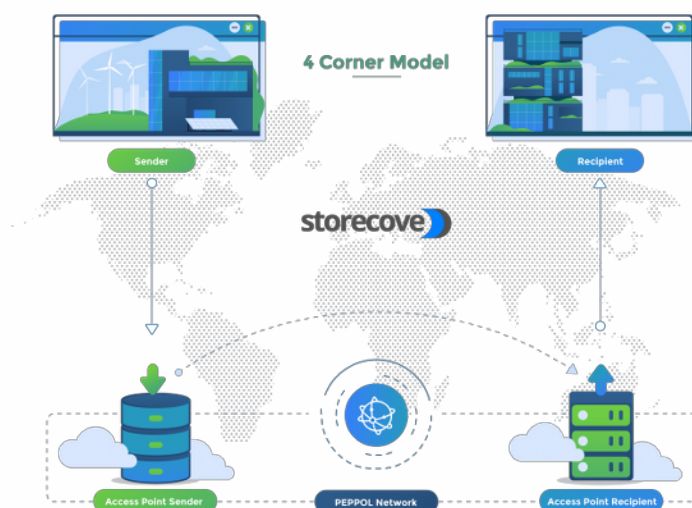 4 Corner Model
Sender
Recipient
storecove
Access Point Sender
PEPPOL Network
Access Point Recipient